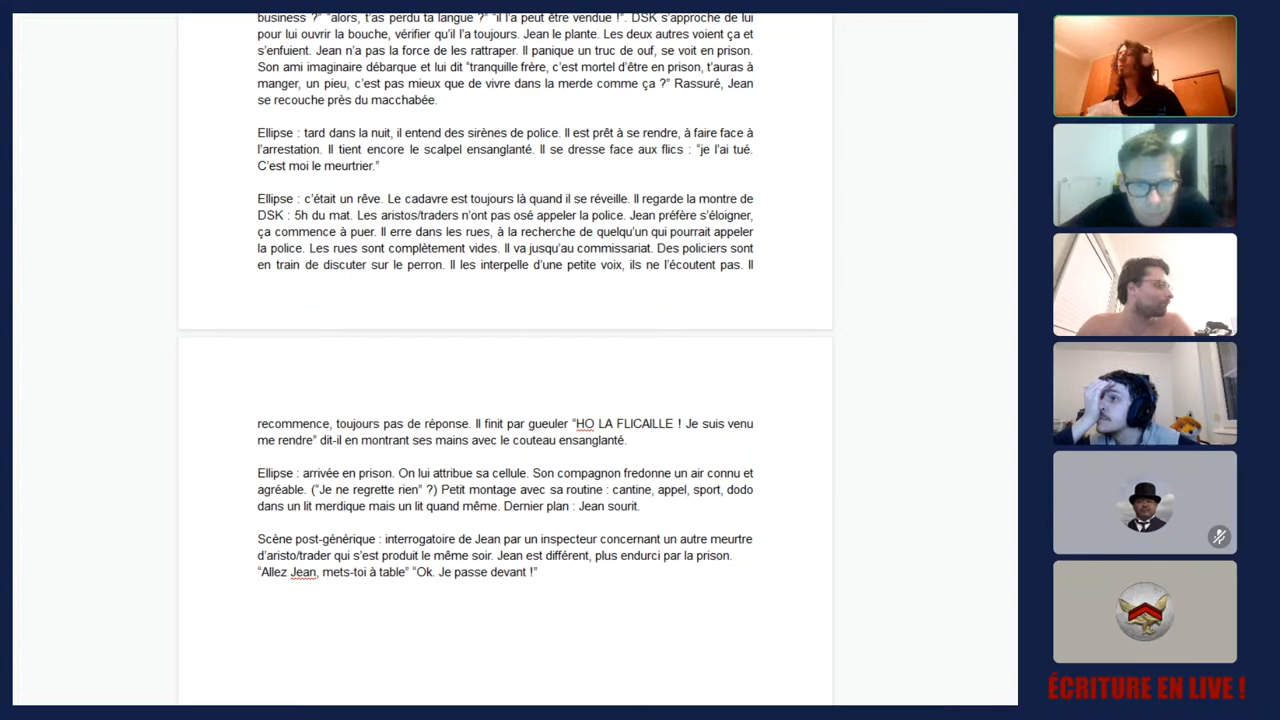 business ?” “alors, t’as perdu ta langue ?” “il l’a peut être vendue !”. DSK s’approche de lui
pour lui ouvrir la bouche, vérifier qu’il l’a toujours. Jean le plante. Les deux autres voient ça et
s’enfuient. Jean n’a pas la force de les rattraper. Il panique un truc de ouf, se voit en prison.
Son ami imaginaire débarque et lui dit “tranquille frère, c’est mortel d’être en prison, t’auras à
manger, un pieu, c’est pas mieux que de vivre dans la merde comme ça ?” Rassuré, Jean
se recouche près du macchabée.
Ellipse : tard dans la nuit, il entend des sirènes de police. Il est prêt à se rendre, à faire face à
l’arrestation. Il tient encore le scalpel ensanglanté. Il se dresse face aux flics : “je l’ai tué.
C’est moi le meurtrier.”
Ellipse : c’était un rêve. Le cadavre est toujours là quand il se réveille. Il regarde la montre de
DSK : 5h du mat. Les aristos/traders n’ont pas osé appeler la police. Jean préfère s’éloigner,
ça commence à puer. Il erre dans les rues, à la recherche de quelqu’un qui pourrait appeler
la police. Les rues sont complètement vides. Il va jusqu’au commissariat. Des policiers sont
en train de discuter sur le perron. Il les interpelle d’une petite voix, ils ne l’écoutent pas. Il
recommence, toujours pas de réponse. Il finit par gueuler “HO LA FLICAILLE ! Je suis venu
me rendre” dit-il en montrant ses mains avec le couteau ensanglanté.
Ellipse : arrivée en prison. On lui attribue sa cellule. Son compagnon fredonne un air connu et
agréable. (“Je ne regrette rien” ?) Petit montage avec sa routine : cantine, appel, sport, dodo
dans un lit merdique mais un lit quand même. Dernier plan : Jean sourit.
Scène post-générique : interrogatoire de Jean par un inspecteur concernant un autre meurtre
d’aristo/trader qui s’est produit le même soir. Jean est différent, plus endurci par la prison.
“Allez Jean, mets-toi à table” “Ok. Je passe devant !”
ÉCRITURE EN LIVE !